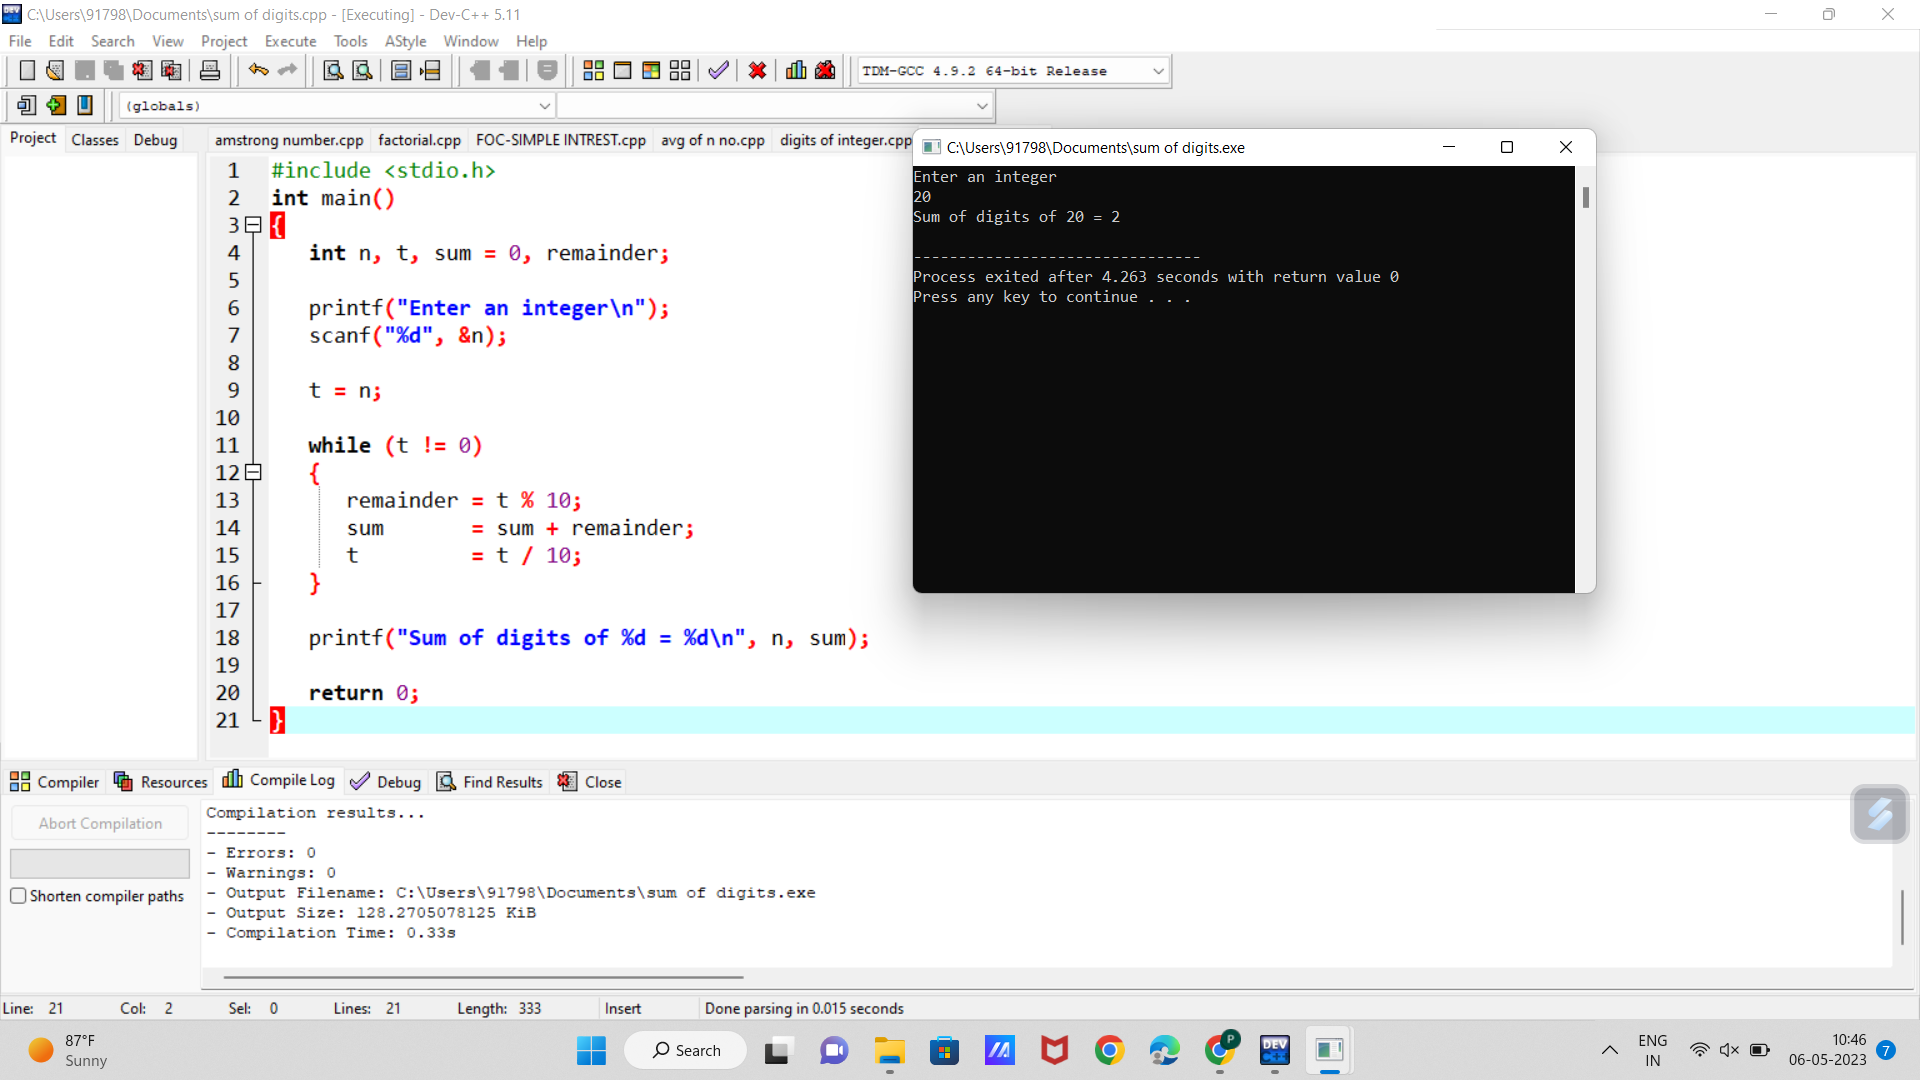 C:\Users\91798\Documents\sum of digits.cpp - [Executing] - Dev-C++ 5.11
File Edit Search View Project Execute Tools AStyle Window Help
TDM-GCC 4.9.2 64-bit Release
(globals)
Project Classes Debug
amstrong number.cpp factorial.cpp FOC-SIMPLE INTREST.cpp avg of n no.cpp digits of integer.cpp
1 #include <stdio.h>
2 int main()
3 {
4 int n, t, sum = 0, remainder;
5
6 printf("Enter an integer\n");
7 scanf("%d", &n);
8
9 t = n;
10
11 while (t != 0)
12 {
13 remainder = t % 10;
14 sum = sum + remainder;
15 t = t / 10;
16 }
17
18 printf("Sum of digits of %d = %d\n", n, sum);
19
20 return 0;
21 }
C:\Users\91798\Documents\sum of digits.exe
Enter an integer
20
Sum of digits of 20 = 2
--------------------------------
Process exited after 4.263 seconds with return value 0
Press any key to continue . . .
Compiler Resources Compile Log Debug Find Results Close
Abort Compilation
Shorten compiler paths
Compilation results...
--------
- Errors: 0
- Warnings: 0
- Output Filename: C:\Users\91798\Documents\sum of digits.exe
- Output Size: 128.2705078125 KiB
- Compilation Time: 0.33s
Line: 21 Col: 2 Sel: 0 Lines: 21 Length: 333 Insert Done parsing in 0.015 seconds
87°F
Sunny
Search
P
DEV
C++
ENG
IN
10:46
06-05-2023
7